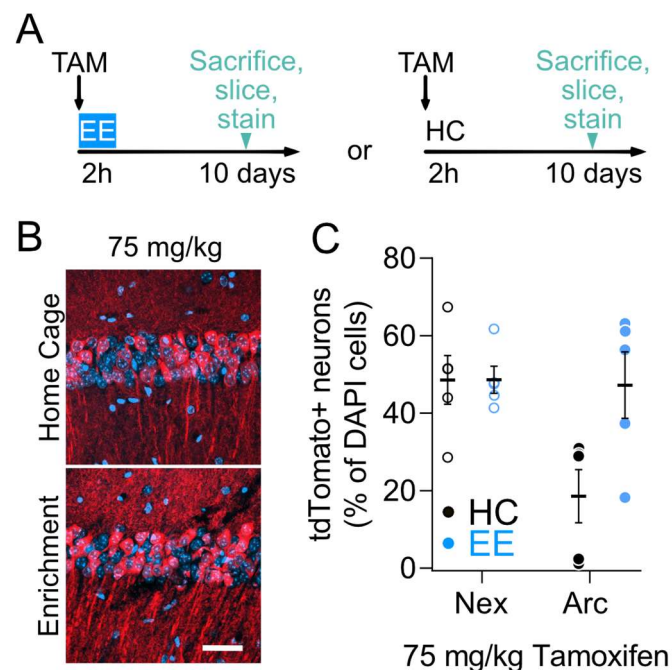 A
TAM
EE
2h
Sacrifice,
slice,
stain
10 days
or
TAM
HC
2h
Sacrifice,
slice,
stain
10 days
B
75 mg/kg
Home Cage
Enrichment
C
tdTomato+ neurons
(% of DAPI cells)
80
60
40
20
0
HC
EE
Nex Arc
75 mg/kg Tamoxifen